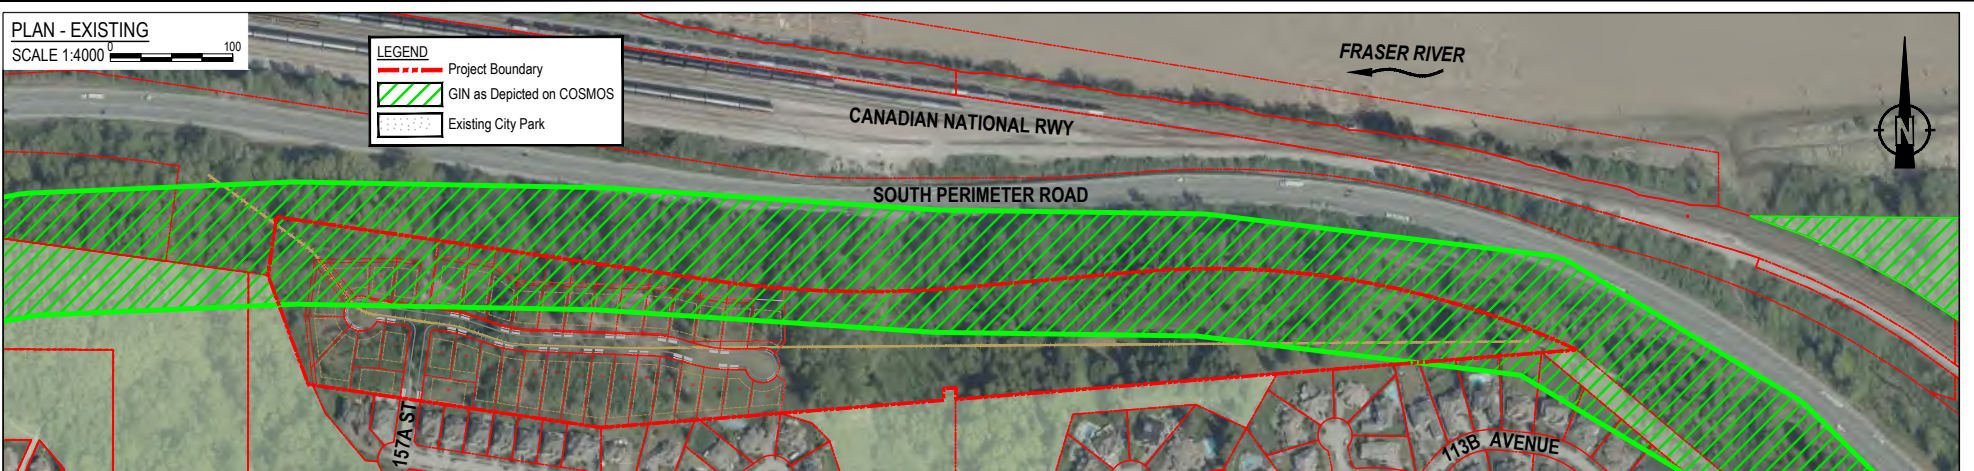 PLAN - EXISTING
SCALE 1:4000
0 100
LEGEND
Project Boundary
GIN as Depicted on COSMOS
Existing City Park
FRASER RIVER
CANADIAN NATIONAL RWY
N
SOUTH PERIMETER ROAD
157A ST
113B AVENUE